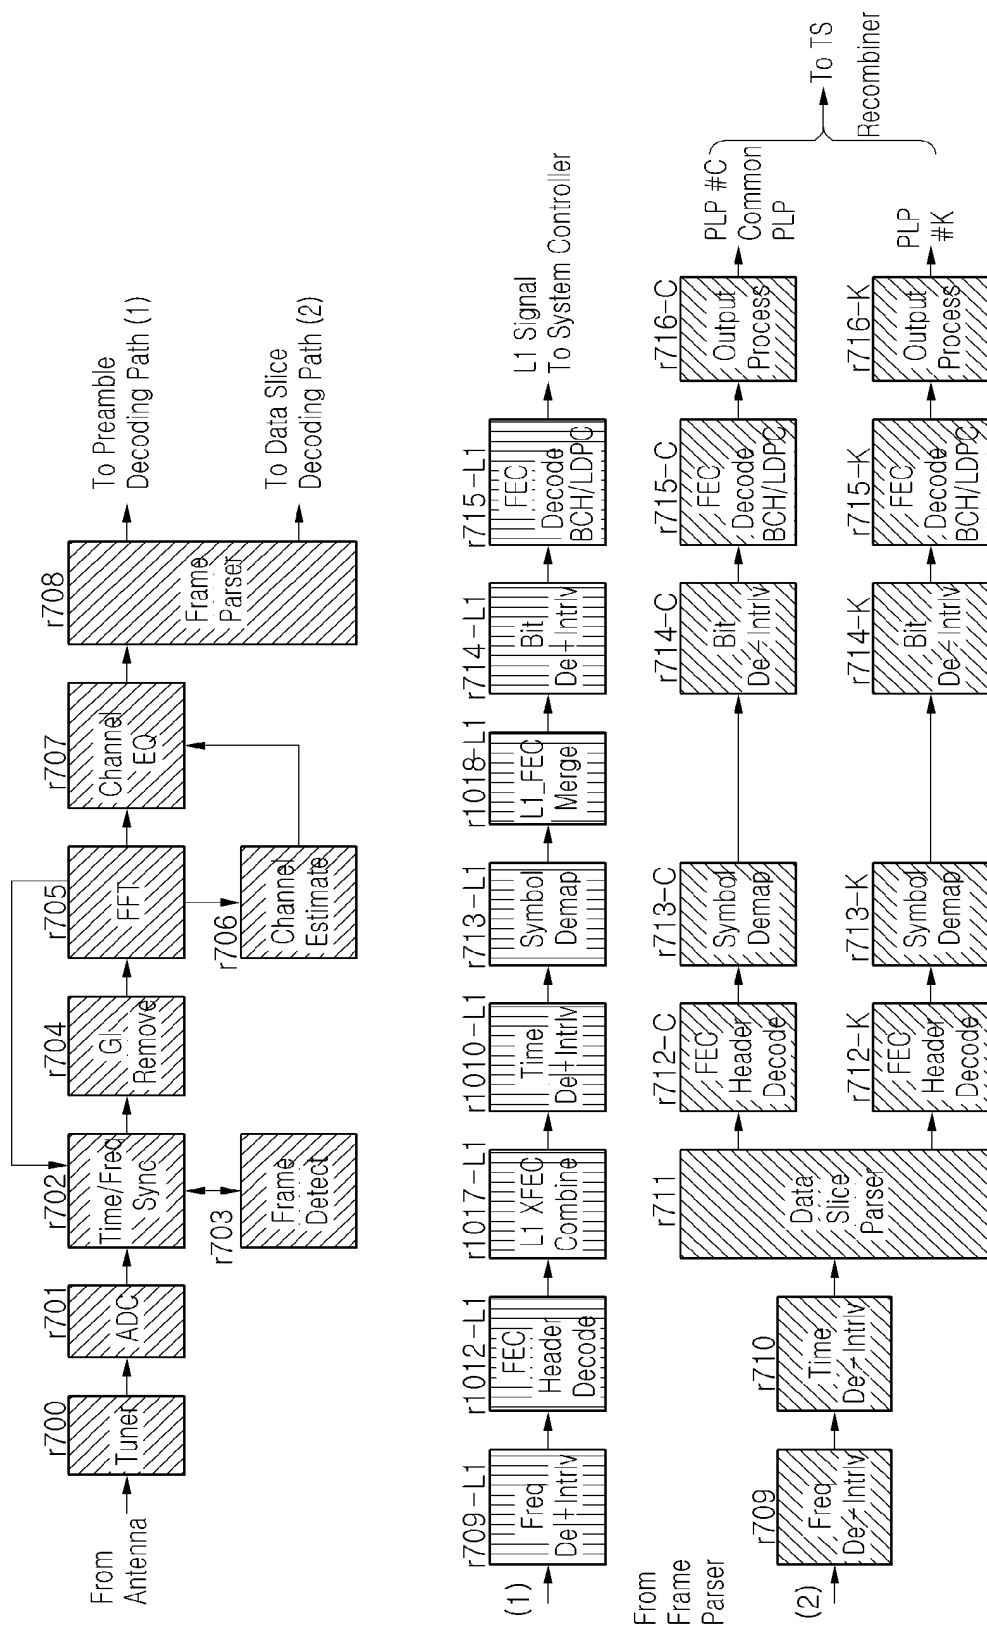 From
Antenna
r700
Tuner
r701
ADC
r702
Time/Freq
Sync
r703
Frame
Detect
r704
GI
Remove
r705
FFT
r706
Channel
Estimate
r707
Channel
EQ
r708
Frame
Parser
To Preamble
Decoding Path (1)
To Data Slice
Decoding Path (2)
(1)
r709-L1
Freq
De-Intrlv
r1012-L1
FEC
Header
Decode
r1017-L1
L1 XFEC
Combine
r1010-L1
Time
De-Intrlv
r713-L1
Symbol
Demap
r1018-L1
L1_FEC
Merge
r714-L1
Bit
De-Intrlv
r715-L1
FEC
Decode
BCH/LDPC
L1 Signal
To System Controller
From
Frame
Parser
(2)
r709
Freq
De-Intrlv
r710
Time
De-Intrlv
r711
Data
Slice
Parser
r712-C
FEC
Header
Decode
r713-C
Symbol
Demap
r714-C
Bit
De-Intrlv
r715-C
FEC
Decode
BCH/LDPC
r716-C
Output
Process
PLP #C
Common
PLP
r712-K
FEC
Header
Decode
r713-K
Symbol
Demap
r714-K
Bit
De-Intrlv
r715-K
FEC
Decode
BCH/LDPC
r716-K
Output
Process
PLP
#K
To TS
Recombiner